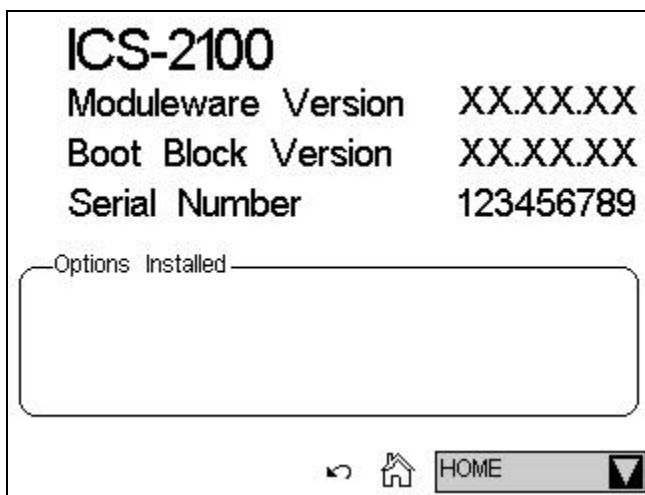 ICS-2100
Moduleware Version XX.XX.XX
Boot Block Version XX.XX.XX
Serial Number 123456789
Options Installed
HOME